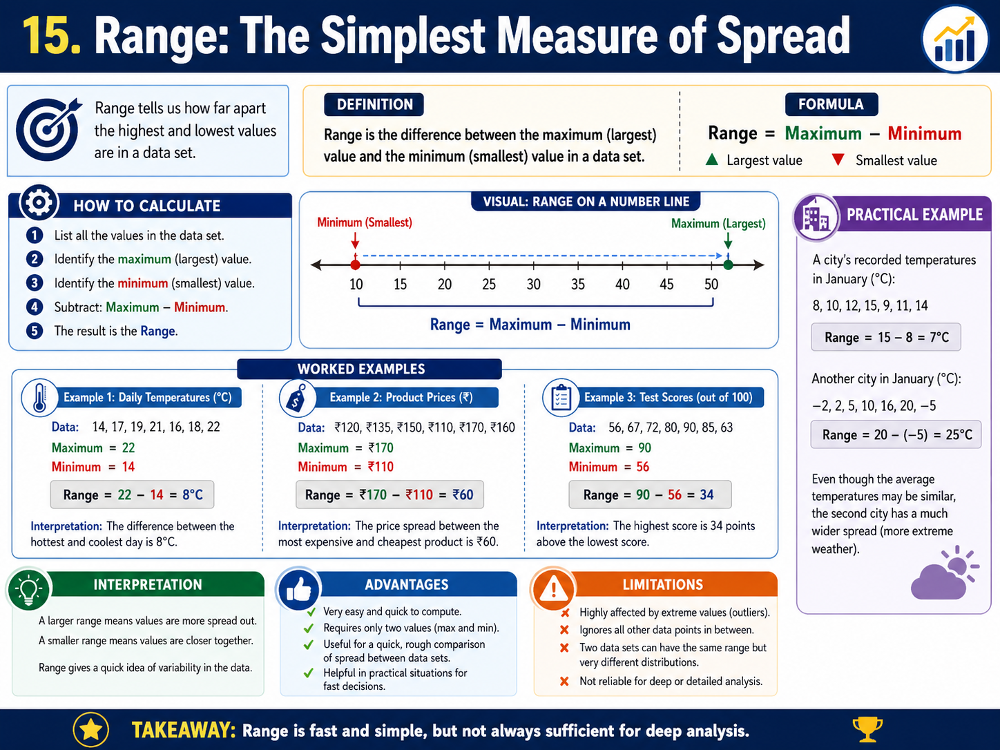 15. Range: The Simplest Measure of Spread
Range tells us how far apart
the highest and lowest values
are in a data set.
DEFINITION
Range is the difference between the maximum (largest)
value and the minimum (smallest) value in a data set.
FORMULA
Range = Maximum − Minimum
▲ Largest value ▼ Smallest value
HOW TO CALCULATE
1 List all the values in the data set.
2 Identify the maximum (largest) value.
3 Identify the minimum (smallest) value.
4 Subtract: Maximum − Minimum.
5 The result is the Range.
VISUAL: RANGE ON A NUMBER LINE
Minimum (Smallest) Maximum (Largest)
10 15 20 25 30 35 40 45 50
Range = Maximum − Minimum
PRACTICAL EXAMPLE
A city's recorded temperatures
in January (°C):
8, 10, 12, 15, 9, 11, 14
Range = 15 − 8 = 7°C
Another city in January (°C):
−2, 2, 5, 10, 16, 20, −5
Range = 20 − (−5) = 25°C
Even though the average
temperatures may be similar,
the second city has a much
wider spread (more extreme
weather).
WORKED EXAMPLES
Example 1: Daily Temperatures (°C)
Data: 14, 17, 19, 21, 16, 18, 22
Maximum = 22
Minimum = 14
Range = 22 − 14 = 8°C
Interpretation: The difference between the
hottest and coolest day is 8°C.
$
Example 2: Product Prices (₹)
Data: ₹120, ₹135, ₹150, ₹110, ₹170, ₹160
Maximum = ₹170
Minimum = ₹110
Range = ₹170 − ₹110 = ₹60
Interpretation: The price spread between the
most expensive and cheapest product is ₹60.
Example 3: Test Scores (out of 100)
Data: 56, 67, 72, 80, 90, 85, 63
Maximum = 90
Minimum = 56
Range = 90 − 56 = 34
Interpretation: The highest score is 34 points
above the lowest score.
INTERPRETATION
A larger range means values are more spread out.
A smaller range means values are closer together.
Range gives a quick idea of variability in the data.
ADVANTAGES
✓ Very easy and quick to compute.
✓ Requires only two values (max and min).
✓ Useful for a quick, rough comparison
of spread between data sets.
✓ Helpful in practical situations for
fast decisions.
LIMITATIONS
✗ Highly affected by extreme values (outliers).
✗ Ignores all other data points in between.
✗ Two data sets can have the same range but
very different distributions.
✗ Not reliable for deep or detailed analysis.
TAKEAWAY: Range is fast and simple, but not always sufficient for deep analysis.